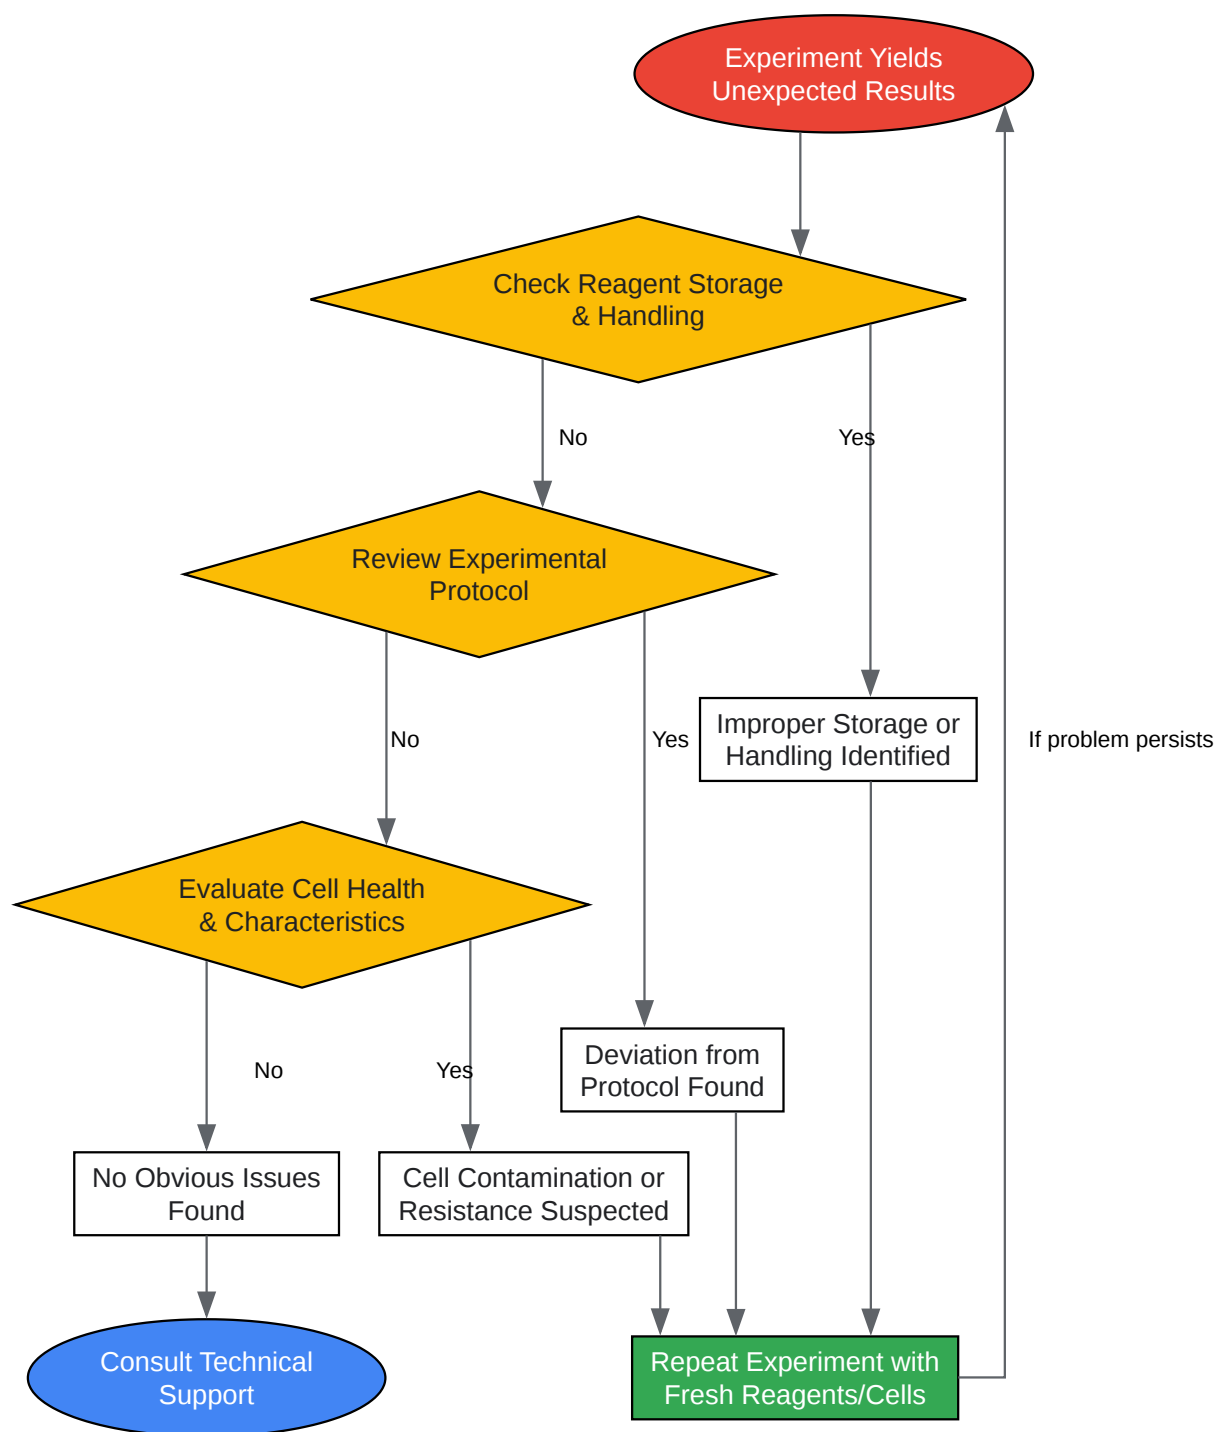 Experiment Yields
Unexpected Results
Check Reagent Storage
& Handling
No
Yes
Review Experimental
Protocol
No
Yes
Improper Storage or
Handling Identified
If problem persists
Evaluate Cell Health
& Characteristics
No
Yes
Deviation from
Protocol Found
No Obvious Issues
Found
Cell Contamination or
Resistance Suspected
Consult Technical
Support
Repeat Experiment with
Fresh Reagents/Cells